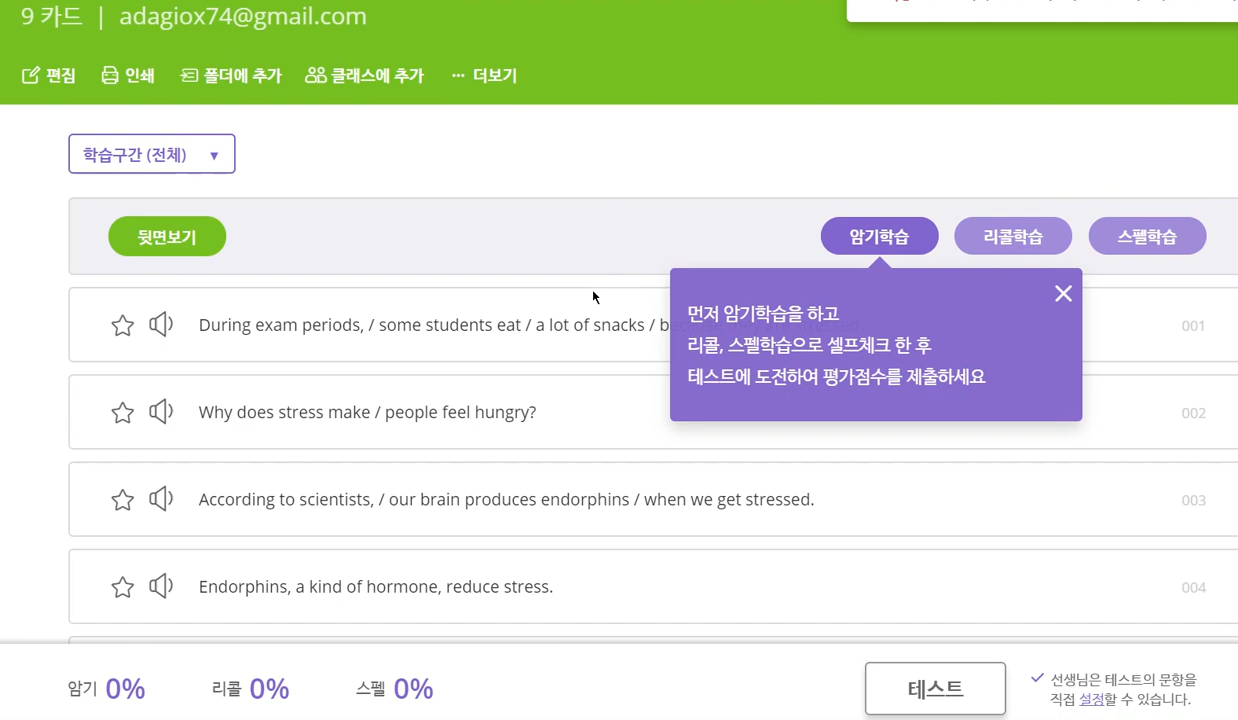 9 카드 | adagiox74@gmail.com
편집 인쇄 폴더에 추가 클래스에 추가 ··· 더보기
학습구간 (전체) ▼
뒷면보기 암기학습 리콜학습 스펠학습
먼저 암기학습을 하고
리콜, 스펠학습으로 셀프체크 한 후
테스트에 도전하여 평가점수를 제출하세요
During exam periods, / some students eat / a lot of snacks / because they are stressed 001
Why does stress make / people feel hungry? 002
According to scientists, / our brain produces endorphins / when we get stressed. 003
Endorphins, a kind of hormone, reduce stress. 004
암기 0% 리콜 0% 스펠 0% 테스트
선생님은 테스트의 문항을
직접 설정할 수 있습니다.